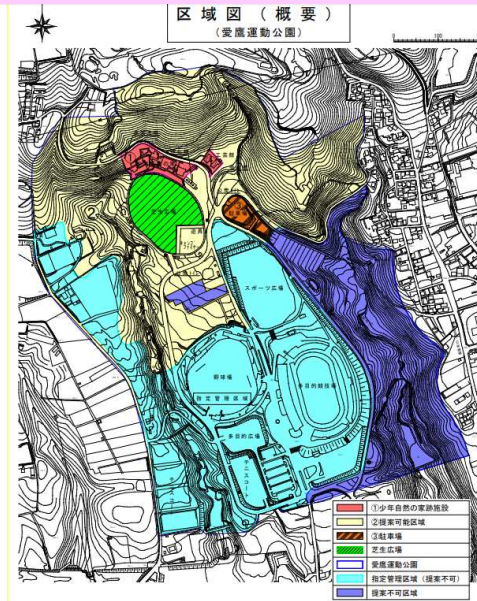 区域図（概要）
（愛鷹運動公園）
100
芝生広場
駐車場
スポーツ広場
野球場
指定管理区域
多目的競技場
多目的広場
テニスコート
①少年自然の家跡施設
②提案可能区域
③駐車場
芝生広場
愛鷹運動公園
指定管理区域（提案不可）
提案不可区域